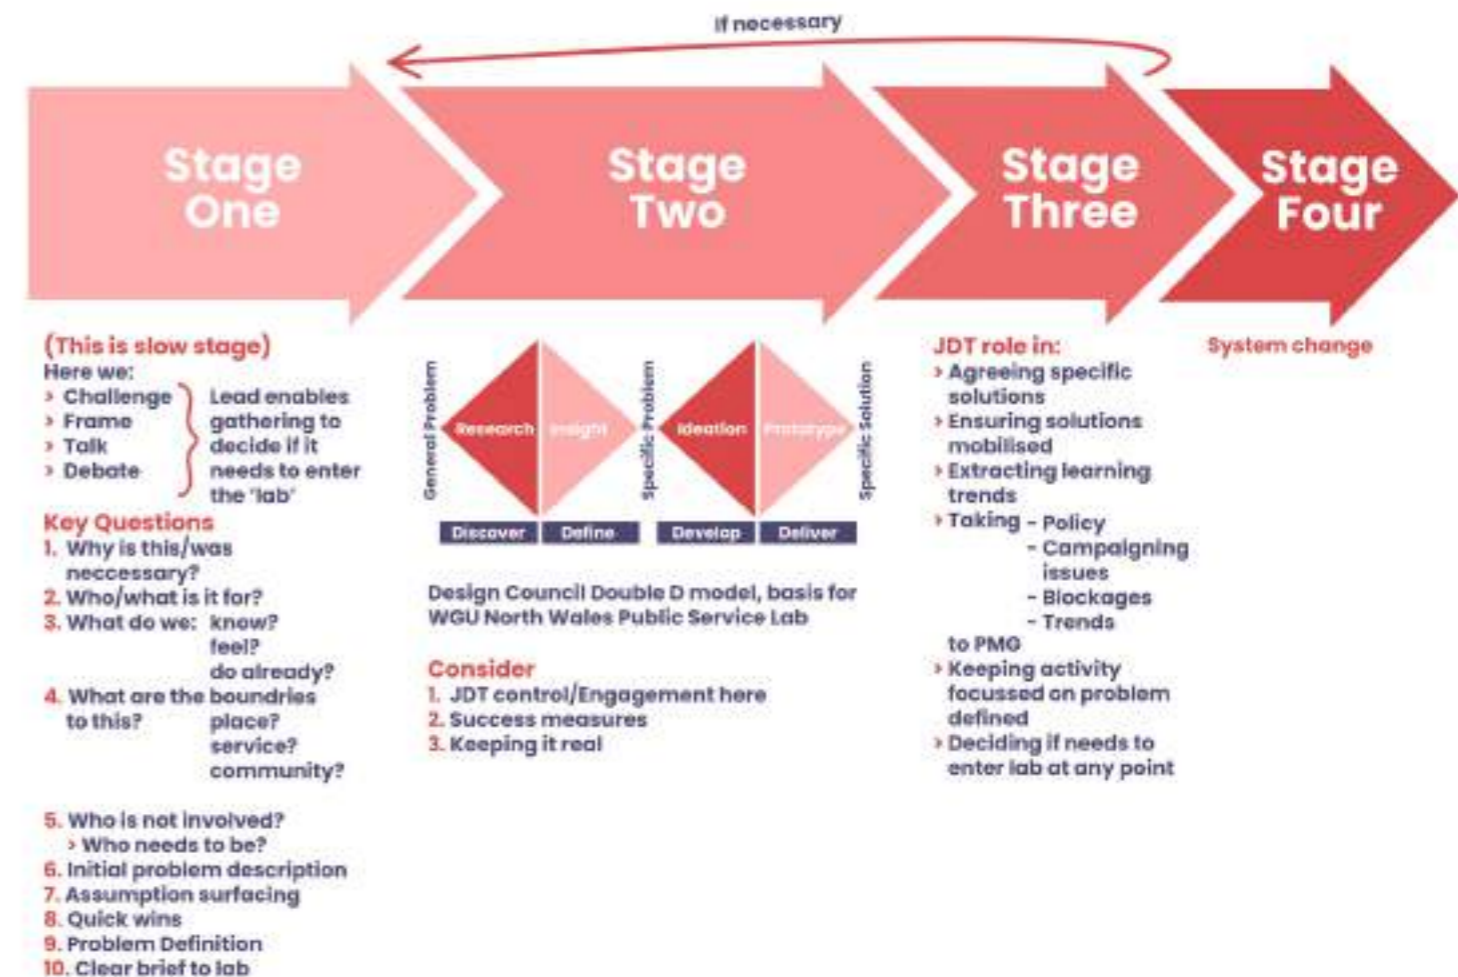 If necessary
Stage
One
Stage
Two
Stage
Three
Stage
Four
(This is slow stage)
Here we:
› Challenge
› Frame
› Talk
› Debate
Lead enables
gathering to
decide if it
needs to enter
the 'lab'
Key Questions
1. Why is this/was
neccessary?
2. Who/what is it for?
3. What do we: know?
feel?
do already?
4. What are the boundries
to this? place?
service?
community?
5. Who is not involved?
› Who needs to be?
6. Initial problem description
7. Assumption surfacing
8. Quick wins
9. Problem Definition
10. Clear brief to lab
General Problem
Research
Insight
Specific Problem
Ideation
Prototype
Specific Solution
Discover
Define
Develop
Deliver
Design Council Double D model, basis for
WGU North Wales Public Service Lab
Consider
1. JDT control/Engagement here
2. Success measures
3. Keeping it real
JDT role in:
› Agreeing specific
solutions
› Ensuring solutions
mobilised
› Extracting learning
trends
› Taking - Policy
- Campaigning
issues
- Blockages
- Trends
to PMG
› Keeping activity
focussed on problem
defined
› Deciding if needs to
enter lab at any point
System change